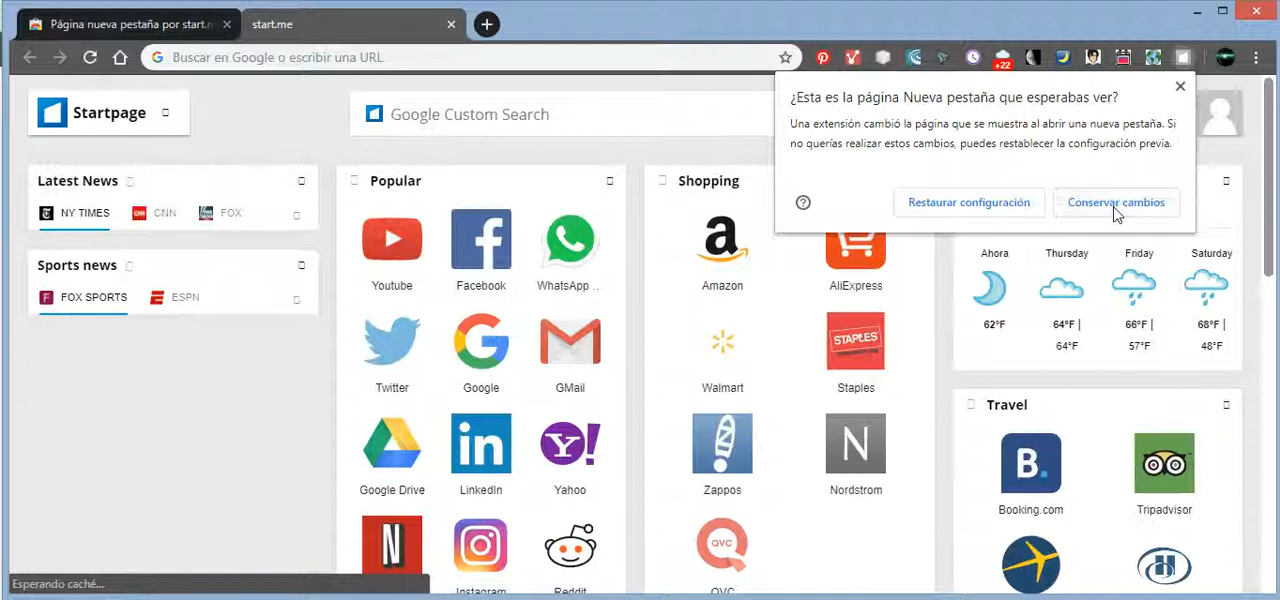 Página nueva pestaña por start.m
start.me
Buscar en Google o escribir una URL
+22
Startpage
Google Custom Search
¿Esta es la página Nueva pestaña que esperabas ver?
Una extensión cambió la página que se muestra al abrir una nueva pestaña. Si
no querías realizar estos cambios, puedes restablecer la configuración previa.
Restaurar configuración
Conservar cambios
Latest News
NY TIMES
CNN
FOX
Sports news
FOX SPORTS
ESPN
Popular
Youtube
Facebook
WhatsApp ..
Twitter
Google
GMail
Google Drive
LinkedIn
Yahoo
Instagram
Reddit
Shopping
Amazon
AliExpress
Walmart
STAPLES
Staples
Zappos
Nordstrom
QVC
QVC
Ahora
Thursday
Friday
Saturday
62°F
64°F |
66°F |
68°F |
64°F
57°F
48°F
Travel
B.
Booking.com
Tripadvisor
Esperando caché...